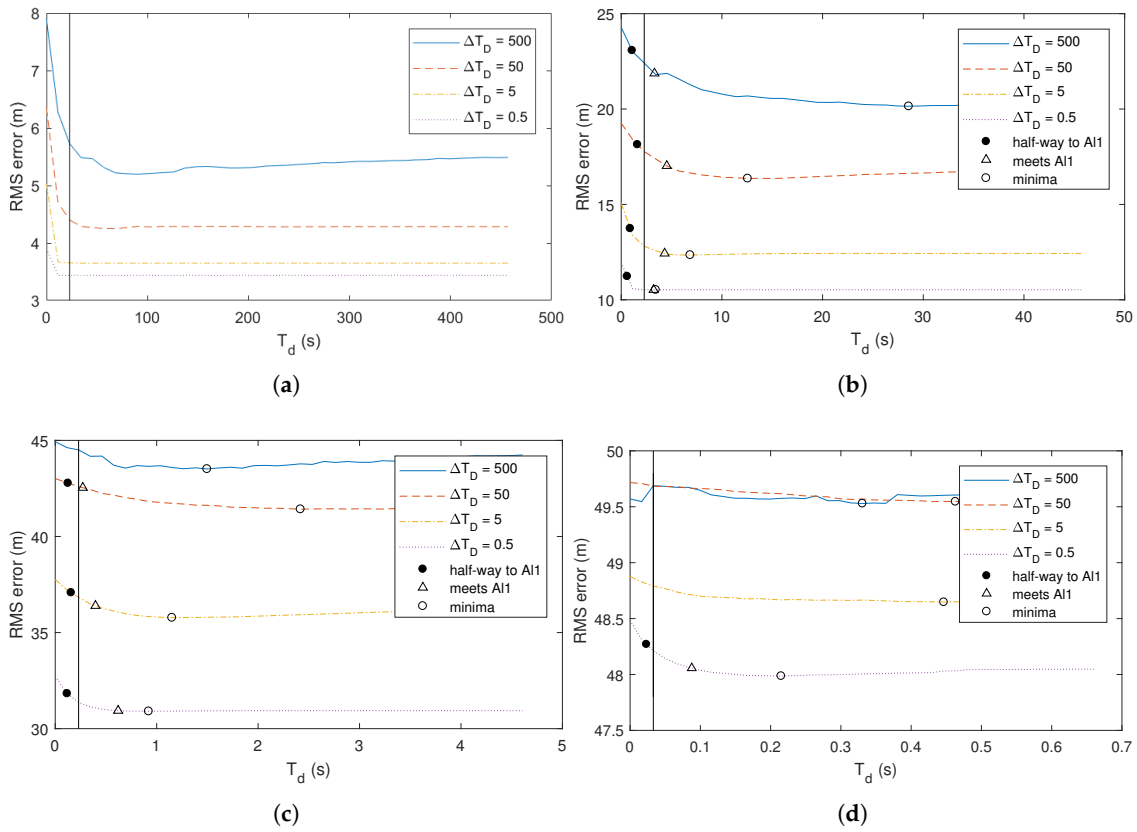 8
7
6
5
4
3
RMS error (m)
0
100
200
300
400
500
T_d (s)
ΔT_D = 500
ΔT_D = 50
ΔT_D = 5
ΔT_D = 0.5
(a)
25
20
15
10
RMS error (m)
0
10
20
30
40
50
T_d (s)
ΔT_D = 500
ΔT_D = 50
ΔT_D = 5
ΔT_D = 0.5
half-way to Al1
meets Al1
minima
(b)
45
40
35
30
RMS error (m)
0
1
2
3
4
5
T_d (s)
ΔT_D = 500
ΔT_D = 50
ΔT_D = 5
ΔT_D = 0.5
half-way to Al1
meets Al1
minima
(c)
50
49.5
49
48.5
48
47.5
RMS error (m)
0
0.1
0.2
0.3
0.4
0.5
0.6
0.7
T_d (s)
ΔT_D = 500
ΔT_D = 50
ΔT_D = 5
ΔT_D = 0.5
half-way to Al1
meets Al1
minima
(d)